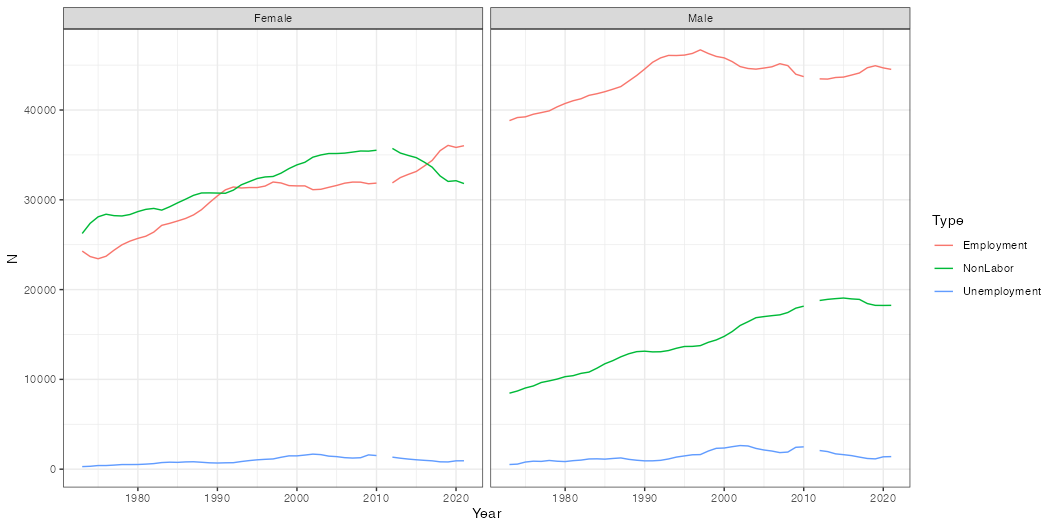 Female
Male
N
40000
30000
20000
10000
0
1980
1990
2000
2010
2020
1980
1990
2000
2010
2020
Year
Type
Employment
NonLabor
Unemployment